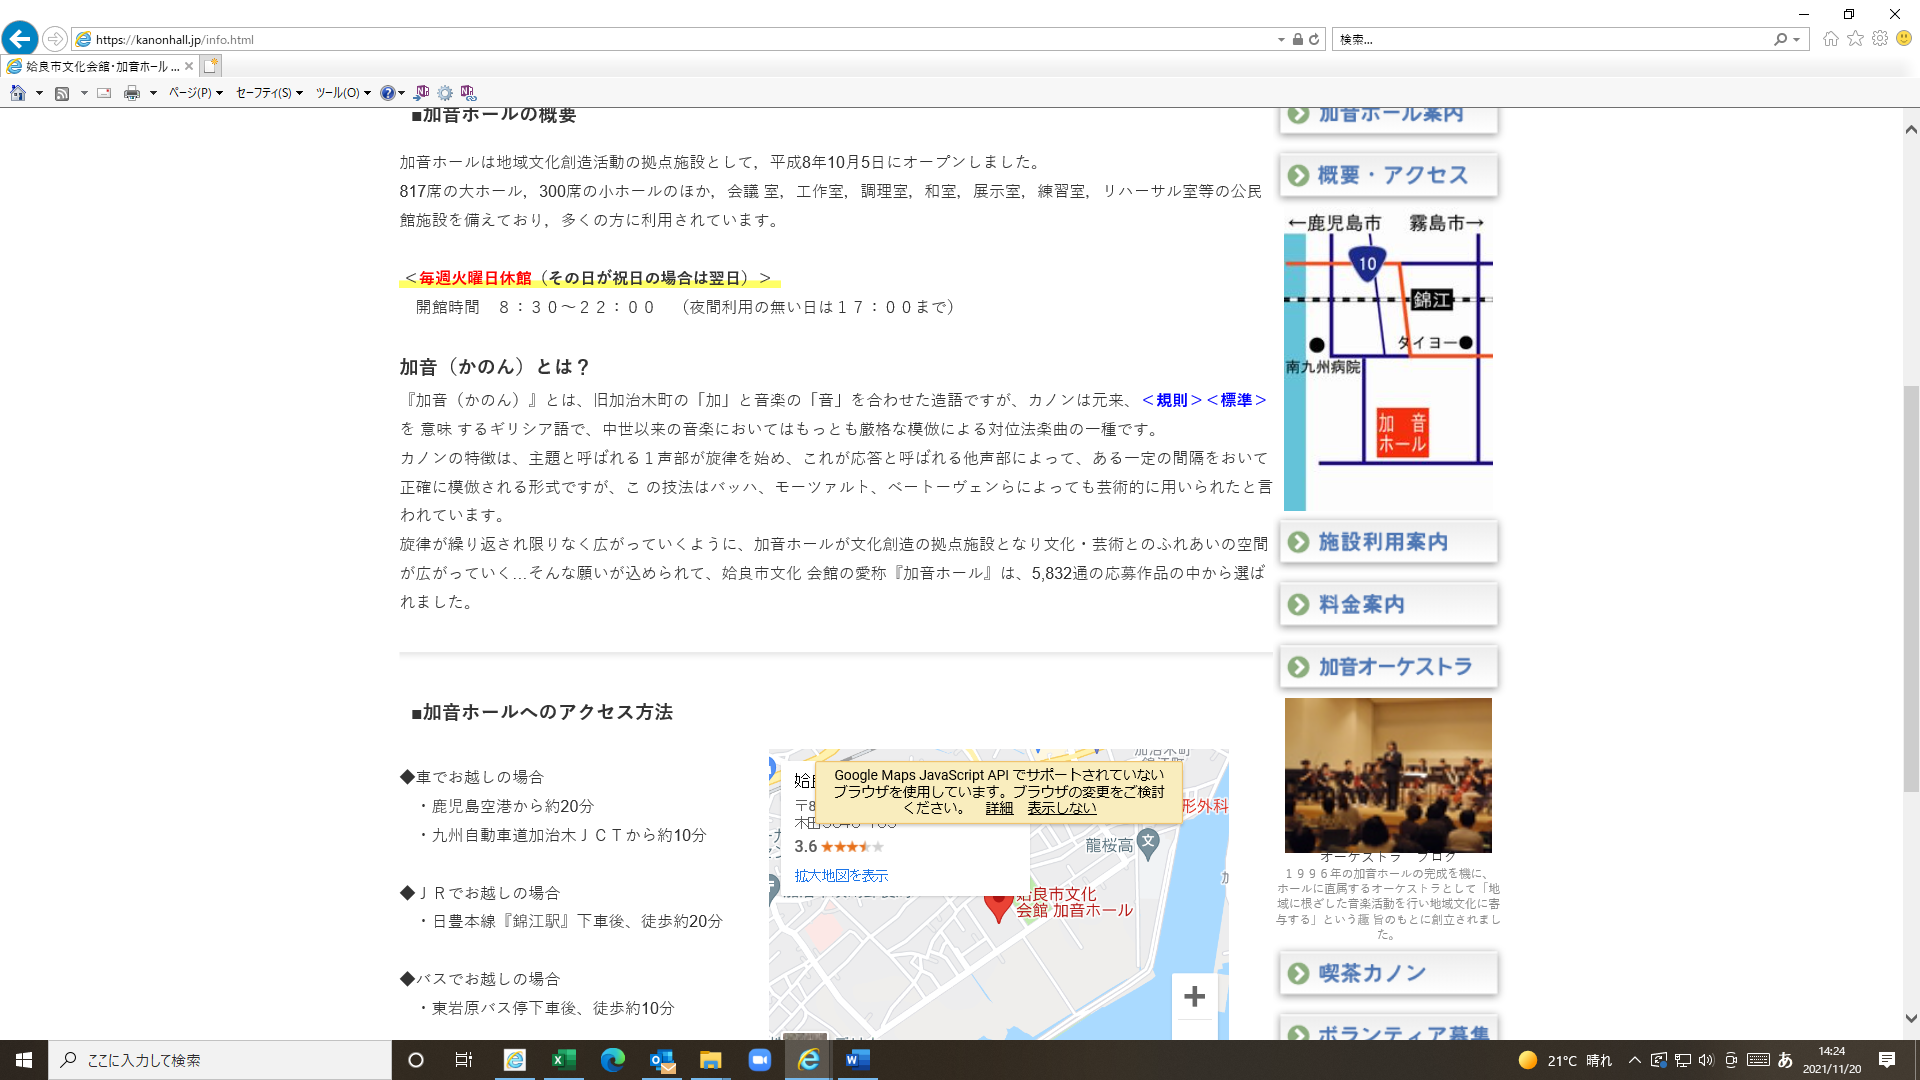 https://kanonhall.jp/info.html
検索...
姶良市文化会館・加音ホール ...
ページ(P)
セーフティ(S)
ツール(O)
■加音ホールの概要
加音ホールは地域文化創造活動の拠点施設として，平成8年10月5日にオープンしました。
817席の大ホール，300席の小ホールのほか，会議 室，工作室，調理室，和室，展示室，練習室，リハーサル室等の公民
館施設を備えており，多くの方に利用されています。
＜毎週火曜日休館（その日が祝日の場合は翌日）＞
開館時間　８：３０～２２：００　（夜間利用の無い日は１７：００まで）
加音（かのん）とは？
『加音（かのん）』とは、旧加治木町の「加」と音楽の「音」を合わせた造語ですが、カノンは元来、＜規則＞＜標準＞
を 意味 するギリシア語で、中世以来の音楽においてはもっとも厳格な模倣による対位法楽曲の一種です。
カノンの特徴は、主題と呼ばれる１声部が旋律を始め、これが応答と呼ばれる他声部によって、ある一定の間隔をおいて
正確に模倣される形式ですが、こ の技法はバッハ、モーツァルト、ベートーヴェンらによっても芸術的に用いられたと言
われています。
旋律が繰り返され限りなく広がっていくように、加音ホールが文化創造の拠点施設となり文化・芸術とのふれあいの空間
が広がっていく…そんな願いが込められて、姶良市文化 会館の愛称『加音ホール』は、5,832通の応募作品の中から選ば
れました。
■加音ホールへのアクセス方法
◆車でお越しの場合
・鹿児島空港から約20分
・九州自動車道加治木ＪＣＴから約10分
◆ＪＲでお越しの場合
・日豊本線『錦江駅』下車後、徒歩約20分
◆バスでお越しの場合
・東岩原バス停下車後、徒歩約10分
加治木町
Google Maps JavaScript API でサポートされていない
ブラウザを使用しています。ブラウザの変更をご検討
ください。　詳細　表示しない
形外科
3.6
拡大地図を表示
龍桜高
文
姶良市文化
会館 加音ホール
加音ホール案内
概要・アクセス
←鹿児島市　霧島市→
10
錦江
タイヨー
南九州病院
加　音
ホール
施設利用案内
料金案内
加音オーケストラ
オーケストラ　ブログ
１９９６年の加音ホールの完成を機に、
ホールに直属するオーケストラとして「地
域に根ざした音楽活動を行い地域文化に寄
与する」という趣 旨のもとに創立されまし
た。
喫茶カノン
ボランティア募集
ここに入力して検索
21°C 晴れ
あ
14:24
2021/11/20